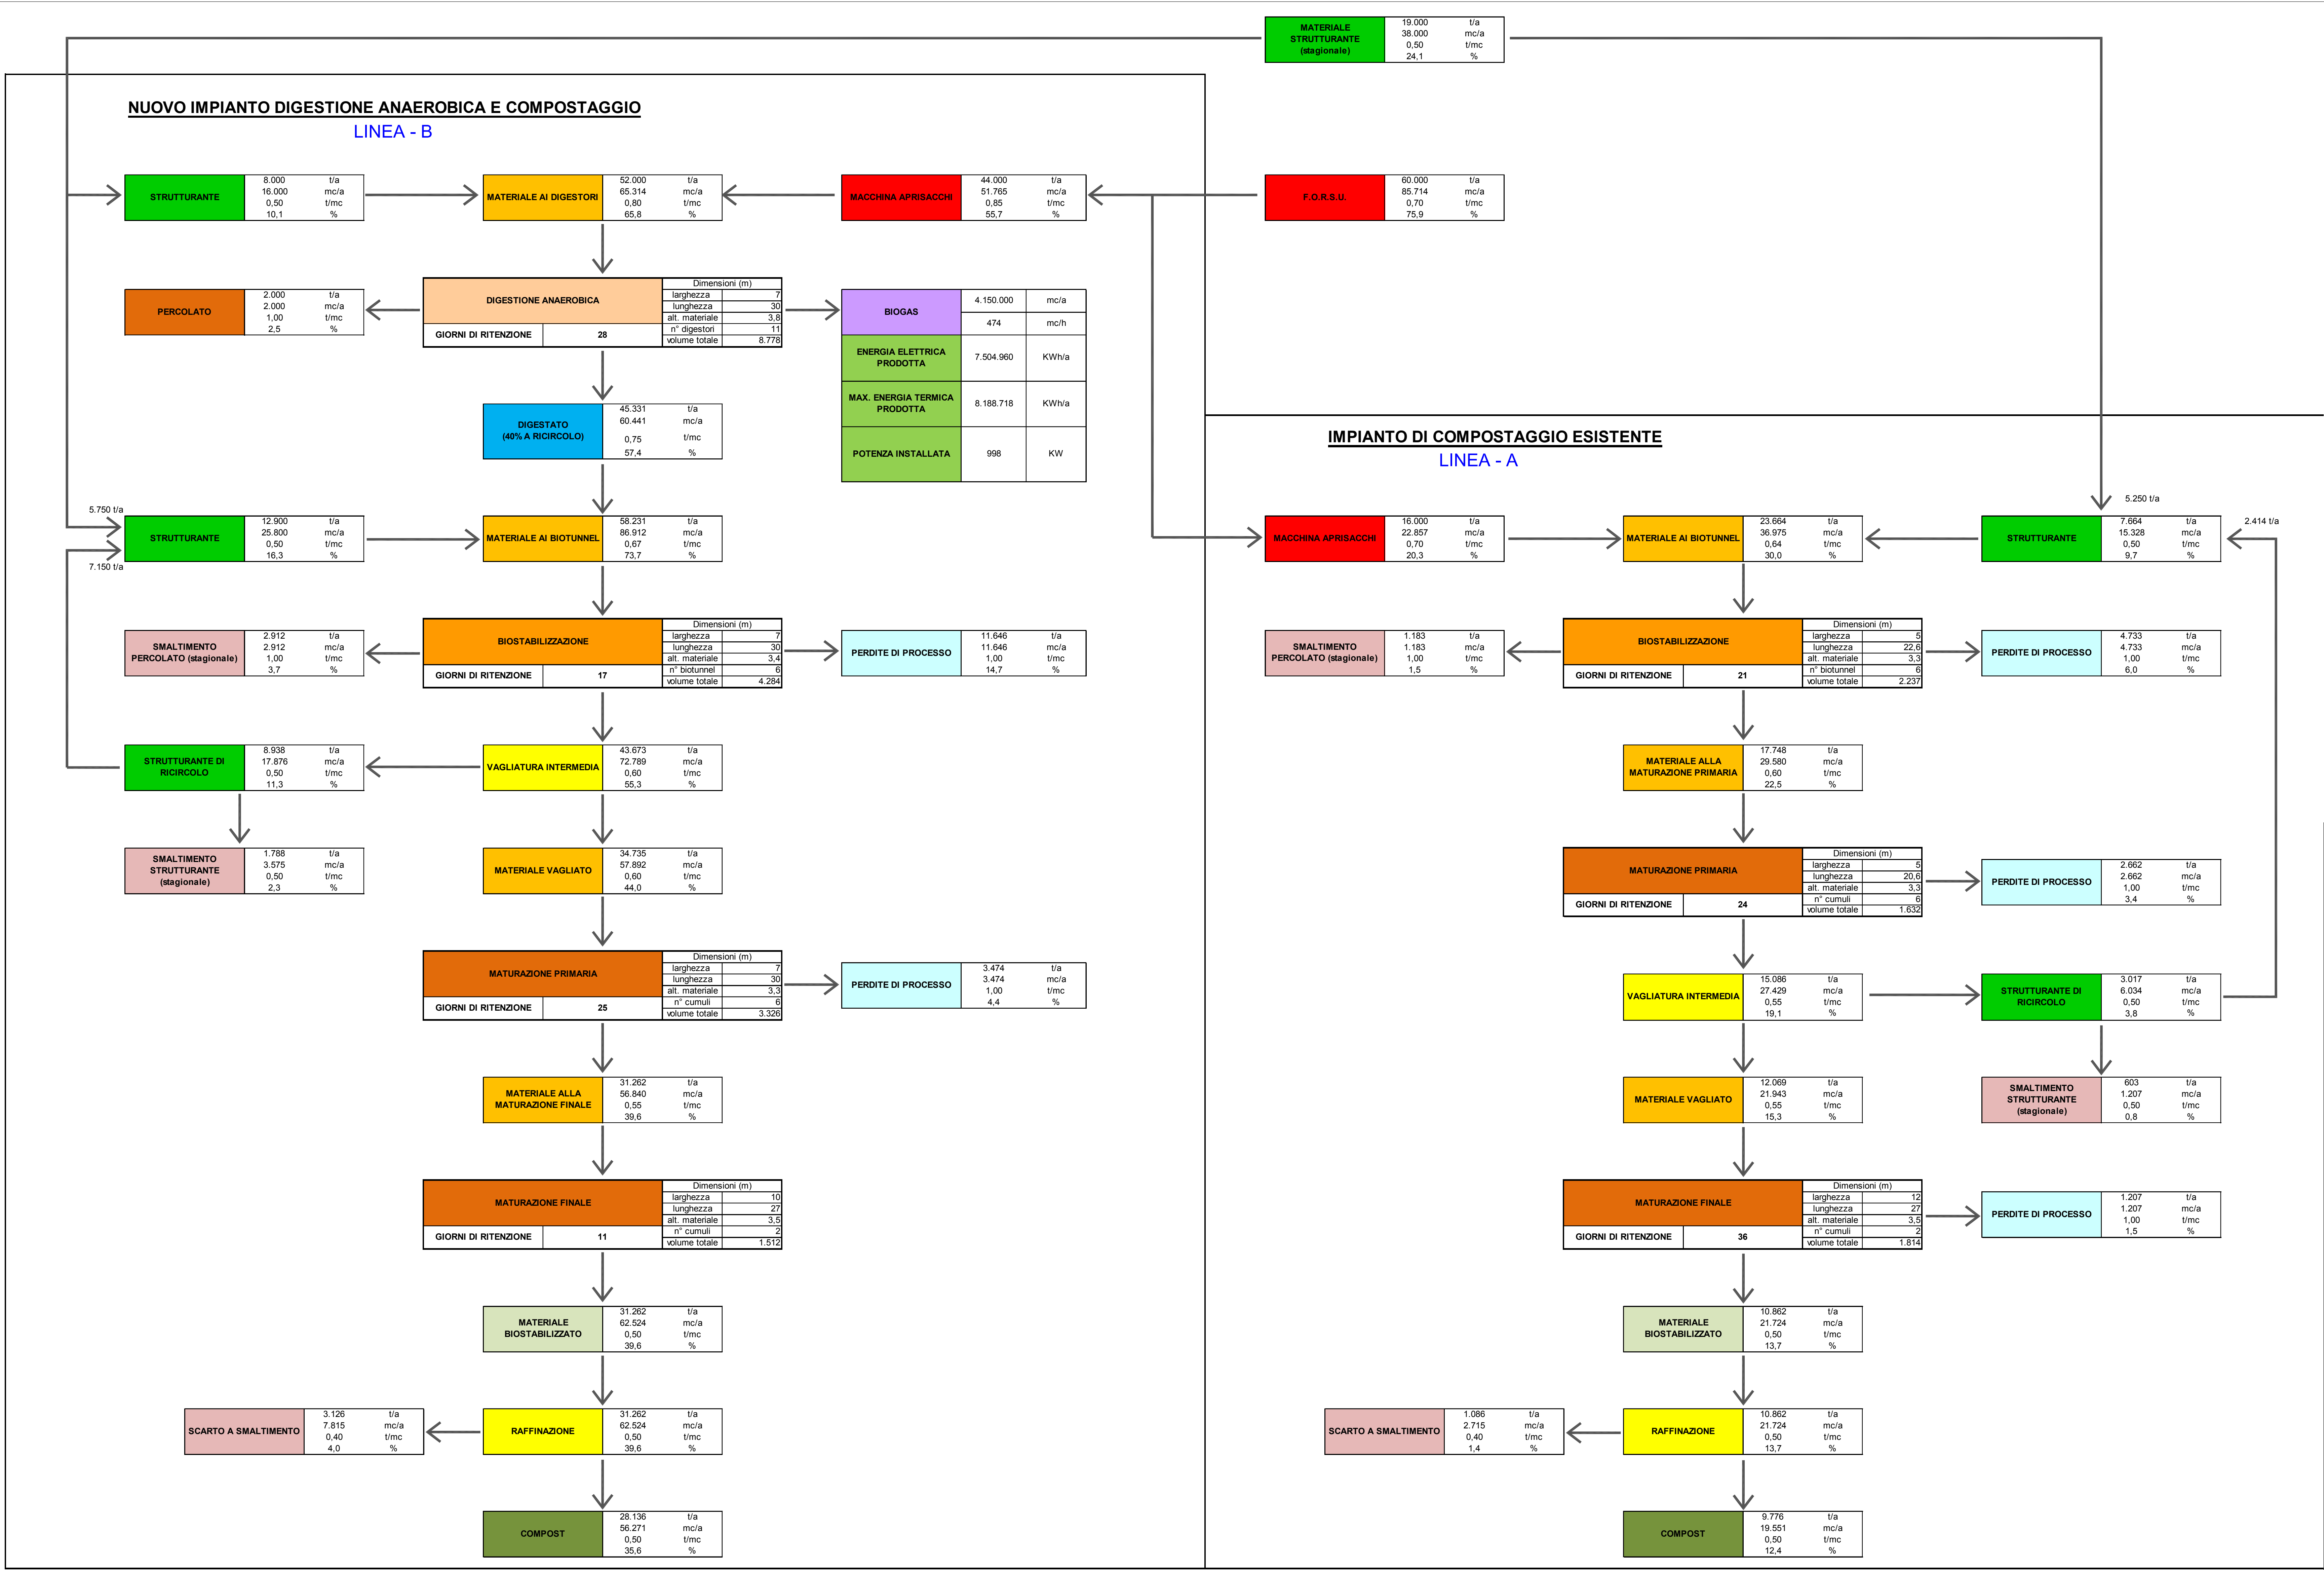 MATERIALE
STRUTTURANTE
(stagionale)
19.000 t/a
38.000 mc/a
0,50 t/mc
24,1 %
NUOVO IMPIANTO DIGESTIONE ANAEROBICA E COMPOSTAGGIO
LINEA - B
STRUTTURANTE
8.000 t/a
16.000 mc/a
0,50 t/mc
10,1 %
MATERIALE AI DIGESTORI
52.000 t/a
65.314 mc/a
0,80 t/mc
65,8 %
MACCHINA APRISACCHI
44.000 t/a
51.765 mc/a
0,85 t/mc
55,7 %
F.O.R.S.U.
60.000 t/a
85.714 mc/a
0,70 t/mc
75,9 %
PERCOLATO
2.000 t/a
2.000 mc/a
1,00 t/mc
2,5 %
DIGESTIONE ANAEROBICA
GIORNI DI RITENZIONE 28
Dimensioni (m)
larghezza 7
lunghezza 30
alt. materiale 3,8
n° digestori 11
volume totale 8.778
BIOGAS
4.150.000 mc/a
474 mc/h
ENERGIA ELETTRICA
PRODOTTA
7.504.960 KWh/a
MAX. ENERGIA TERMICA
PRODOTTA
8.188.718 KWh/a
POTENZA INSTALLATA
998 KW
DIGESTATO
(40% A RICIRCOLO)
45.331 t/a
60.441 mc/a
0,75 t/mc
57,4 %
5.750 t/a
STRUTTURANTE
12.900 t/a
25.800 mc/a
0,50 t/mc
16,3 %
7.150 t/a
MATERIALE AI BIOTUNNEL
58.231 t/a
86.912 mc/a
0,67 t/mc
73,7 %
SMALTIMENTO
PERCOLATO (stagionale)
2.912 t/a
2.912 mc/a
1,00 t/mc
3,7 %
BIOSTABILIZZAZIONE
GIORNI DI RITENZIONE 17
Dimensioni (m)
larghezza 7
lunghezza 30
alt. materiale 3,4
n° biotunnel 6
volume totale 4.284
PERDITE DI PROCESSO
11.646 t/a
11.646 mc/a
1,00 t/mc
14,7 %
STRUTTURANTE DI
RICIRCOLO
8.938 t/a
17.876 mc/a
0,50 t/mc
11,3 %
VAGLIATURA INTERMEDIA
43.673 t/a
72.789 mc/a
0,60 t/mc
55,3 %
SMALTIMENTO
STRUTTURANTE
(stagionale)
1.788 t/a
3.575 mc/a
0,50 t/mc
2,3 %
MATERIALE VAGLIATO
34.735 t/a
57.892 mc/a
0,60 t/mc
44,0 %
MATURAZIONE PRIMARIA
GIORNI DI RITENZIONE 25
Dimensioni (m)
larghezza 7
lunghezza 30
alt. materiale 3,3
n° cumuli 6
volume totale 3.326
PERDITE DI PROCESSO
3.474 t/a
3.474 mc/a
1,00 t/mc
4,4 %
MATERIALE ALLA
MATURAZIONE FINALE
31.262 t/a
56.840 mc/a
0,55 t/mc
39,6 %
MATURAZIONE FINALE
GIORNI DI RITENZIONE 11
Dimensioni (m)
larghezza 10
lunghezza 27
alt. materiale 3,5
n° cumuli 2
volume totale 1.512
MATERIALE
BIOSTABILIZZATO
31.262 t/a
62.524 mc/a
0,50 t/mc
39,6 %
SCARTO A SMALTIMENTO
3.126 t/a
7.815 mc/a
0,40 t/mc
4,0 %
RAFFINAZIONE
31.262 t/a
62.524 mc/a
0,50 t/mc
39,6 %
COMPOST
28.136 t/a
56.271 mc/a
0,50 t/mc
35,6 %
IMPIANTO DI COMPOSTAGGIO ESISTENTE
LINEA - A
MACCHINA APRISACCHI
16.000 t/a
22.857 mc/a
0,70 t/mc
20,3 %
MATERIALE AI BIOTUNNEL
23.664 t/a
36.975 mc/a
0,64 t/mc
30,0 %
5.250 t/a
STRUTTURANTE
7.664 t/a
15.328 mc/a
0,50 t/mc
9,7 %
2.414 t/a
SMALTIMENTO
PERCOLATO (stagionale)
1.183 t/a
1.183 mc/a
1,00 t/mc
1,5 %
BIOSTABILIZZAZIONE
GIORNI DI RITENZIONE 21
Dimensioni (m)
larghezza 5
lunghezza 22,6
alt. materiale 3,3
n° biotunnel 6
volume totale 2.237
PERDITE DI PROCESSO
4.733 t/a
4.733 mc/a
1,00 t/mc
6,0 %
MATERIALE ALLA
MATURAZIONE PRIMARIA
17.748 t/a
29.580 mc/a
0,60 t/mc
22,5 %
MATURAZIONE PRIMARIA
GIORNI DI RITENZIONE 24
Dimensioni (m)
larghezza 5
lunghezza 20,6
alt. materiale 3,3
n° cumuli 6
volume totale 1.632
PERDITE DI PROCESSO
2.662 t/a
2.662 mc/a
1,00 t/mc
3,4 %
VAGLIATURA INTERMEDIA
15.086 t/a
27.429 mc/a
0,55 t/mc
19,1 %
STRUTTURANTE DI
RICIRCOLO
3.017 t/a
6.034 mc/a
0,50 t/mc
3,8 %
MATERIALE VAGLIATO
12.069 t/a
21.943 mc/a
0,55 t/mc
15,3 %
SMALTIMENTO
STRUTTURANTE
(stagionale)
603 t/a
1.207 mc/a
0,50 t/mc
0,8 %
MATURAZIONE FINALE
GIORNI DI RITENZIONE 36
Dimensioni (m)
larghezza 12
lunghezza 27
alt. materiale 3,5
n° cumuli 2
volume totale 1.814
PERDITE DI PROCESSO
1.207 t/a
1.207 mc/a
1,00 t/mc
1,5 %
MATERIALE
BIOSTABILIZZATO
10.862 t/a
21.724 mc/a
0,50 t/mc
13,7 %
SCARTO A SMALTIMENTO
1.086 t/a
2.715 mc/a
0,40 t/mc
1,4 %
RAFFINAZIONE
10.862 t/a
21.724 mc/a
0,50 t/mc
13,7 %
COMPOST
9.776 t/a
19.551 mc/a
0,50 t/mc
12,4 %